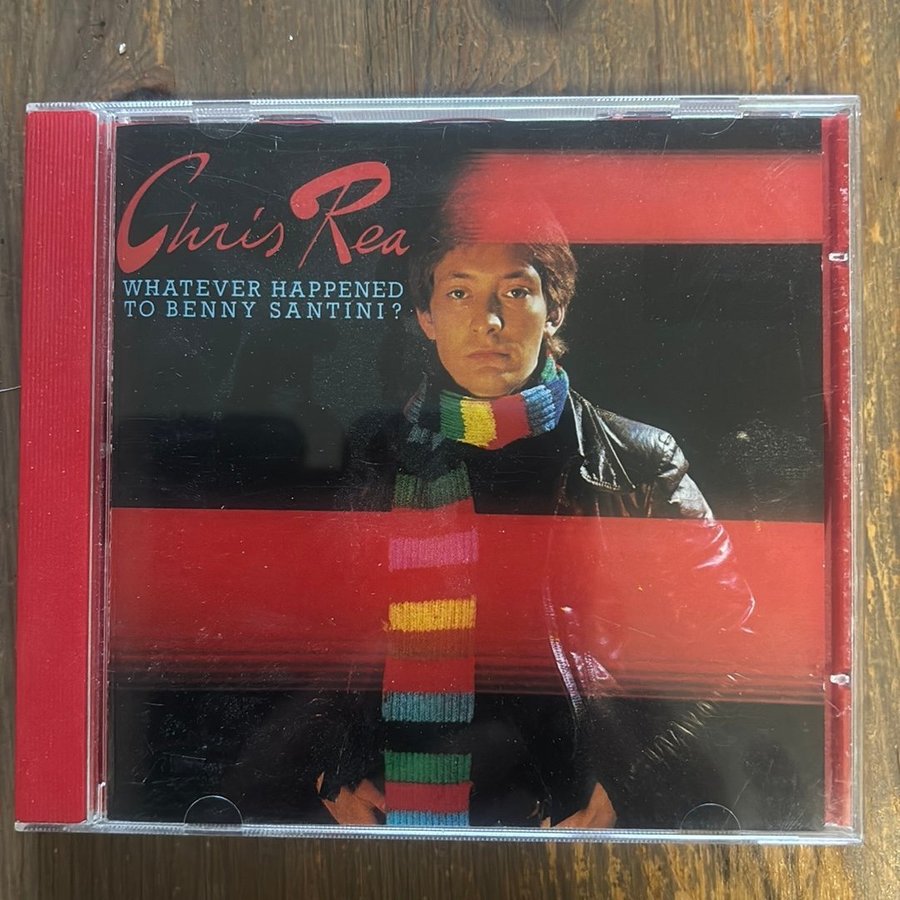 Chris Rea
WHATEVER HAPPENED
TO BENNY SANTINI?